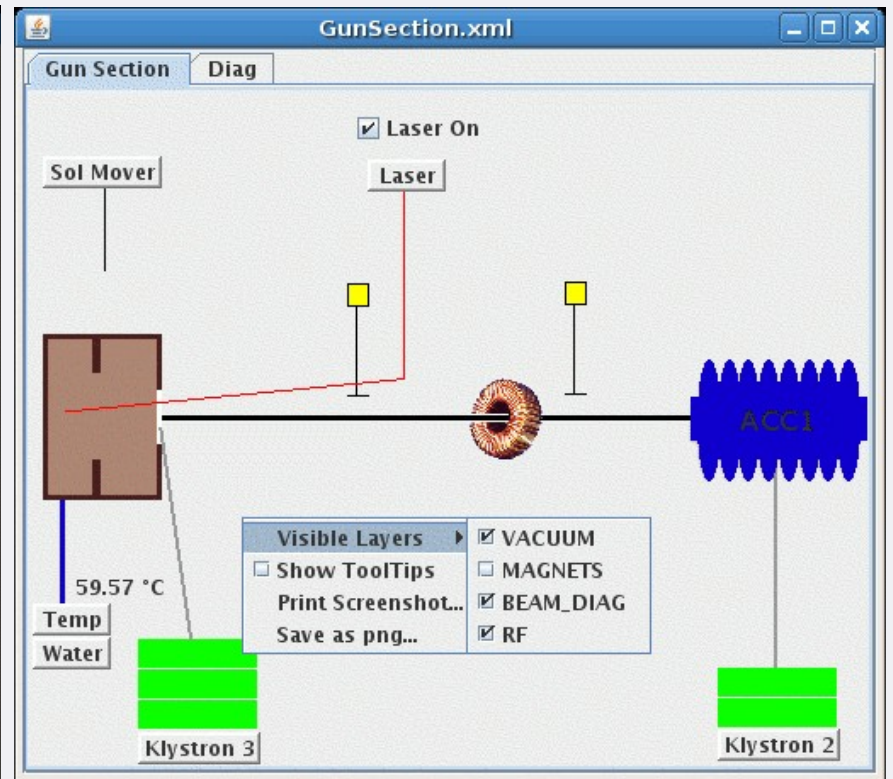 GunSection.xml
Gun Section
Diag
Laser On
Sol Mover
Laser
ACC1
Visible Layers
VACUUM
Show ToolTips
MAGNETS
Print Screenshot...
BEAM_DIAG
Save as png...
RF
59.57 °C
Temp
Water
Klystron 3
Klystron 2